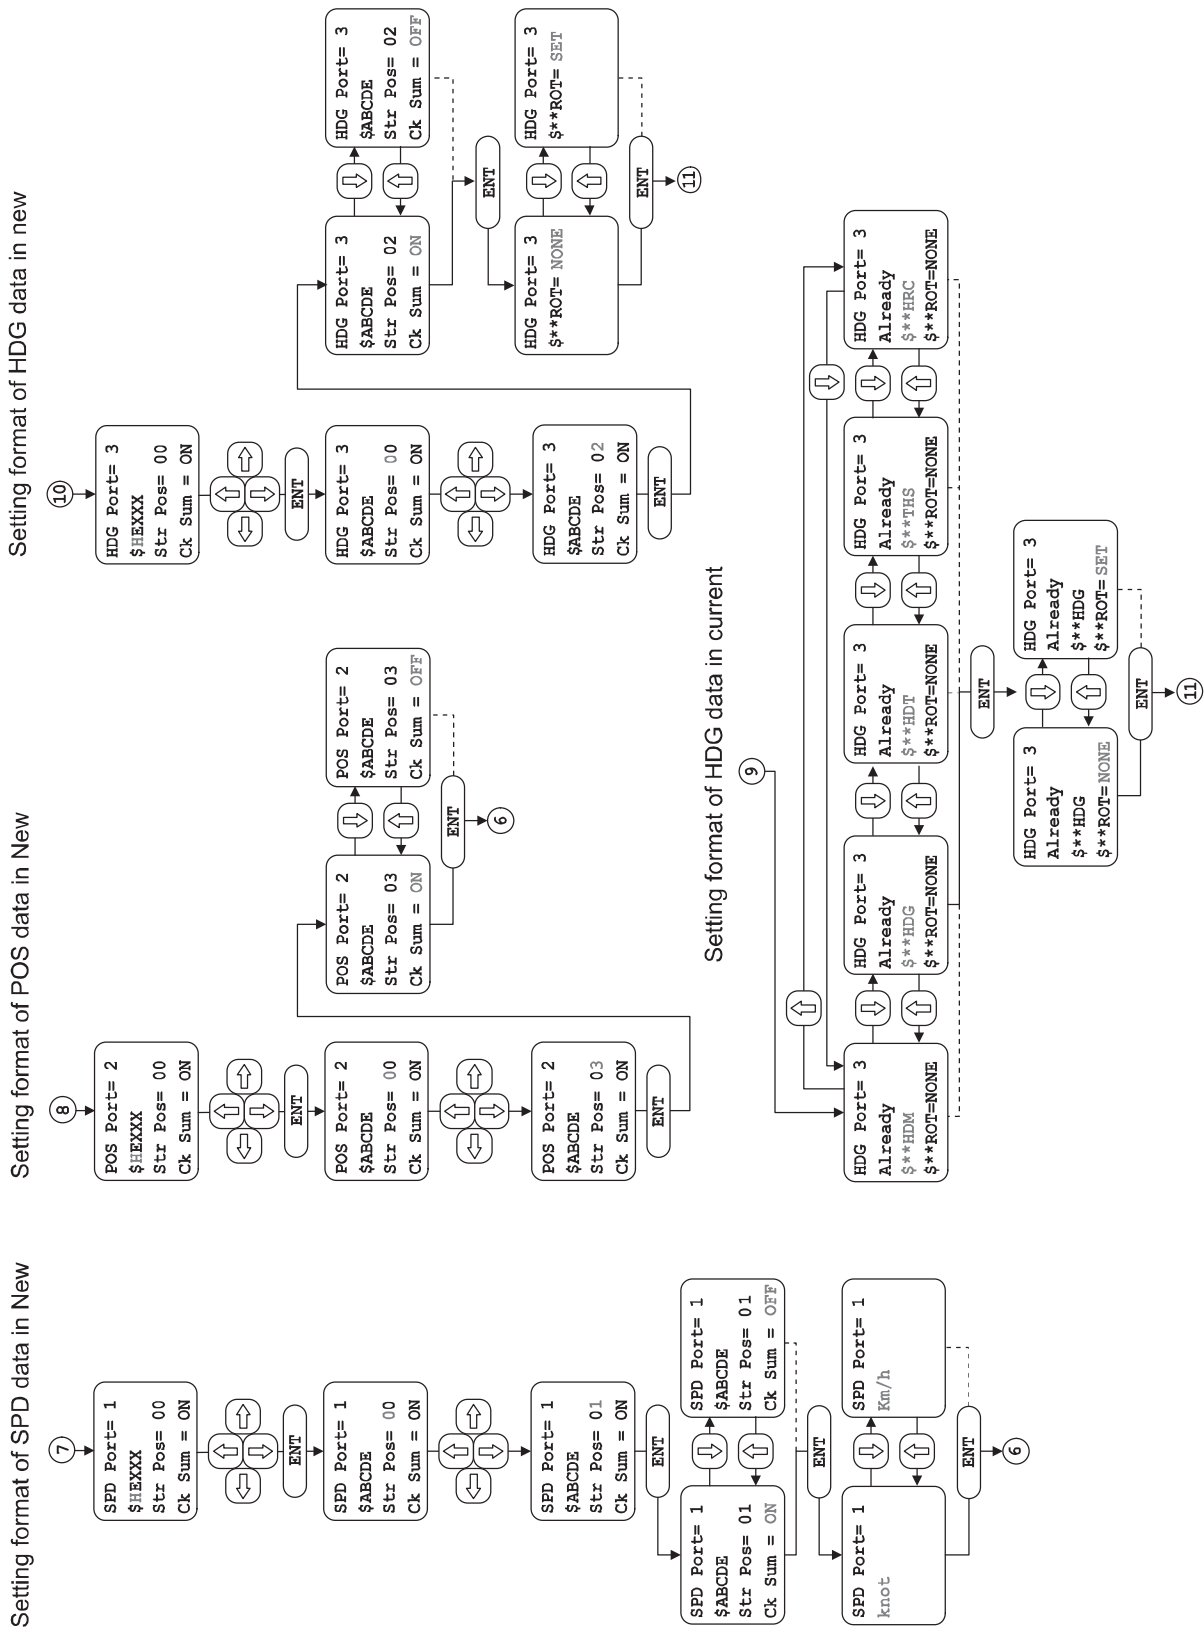 Setting format of SPD data in New
7
SPD Port= 1
$HEXXX
Str Pos= 00
Ck Sum = ON
ENT
SPD Port= 1
$ABCDE
Str Pos= 00
Ck Sum = ON
SPD Port= 1
$ABCDE
Str Pos= 01
Ck Sum = ON
ENT
SPD Port= 1
$ABCDE
Str Pos= 01
Ck Sum = ON
SPD Port= 1
$ABCDE
Str Pos= 01
Ck Sum = OFF
ENT
SPD Port= 1
knot
SPD Port= 1
Km/h
ENT
6
Setting format of POS data in New
8
POS Port= 2
$HEXXX
Str Pos= 00
Ck Sum = ON
ENT
POS Port= 2
$ABCDE
Str Pos= 00
Ck Sum = ON
POS Port= 2
$ABCDE
Str Pos= 03
Ck Sum = ON
ENT
POS Port= 2
$ABCDE
Str Pos= 03
Ck Sum = ON
POS Port= 2
$ABCDE
Str Pos= 03
Ck Sum = OFF
ENT
6
Setting format of HDG data in new
10
HDG Port= 3
$HEXXX
Str Pos= 00
Ck Sum = ON
ENT
HDG Port= 3
$ABCDE
Str Pos= 00
Ck Sum = ON
HDG Port= 3
$ABCDE
Str Pos= 02
Ck Sum = ON
ENT
HDG Port= 3
$ABCDE
Str Pos= 02
Ck Sum = ON
HDG Port= 3
$ABCDE
Str Pos= 02
Ck Sum = OFF
ENT
HDG Port= 3
$**ROT= NONE
HDG Port= 3
$**ROT= SET
ENT
11
Setting format of HDG data in current
9
HDG Port= 3
Already
$**HDM
$**ROT=NONE
HDG Port= 3
Already
$**HDG
$**ROT=NONE
HDG Port= 3
Already
$**HDT
$**ROT=NONE
HDG Port= 3
Already
$**THS
$**ROT=NONE
HDG Port= 3
Already
$**HRC
$**ROT=NONE
ENT
HDG Port= 3
Already
$**HDG
$**ROT=NONE
HDG Port= 3
Already
$**HDG
$**ROT=SET
ENT
11